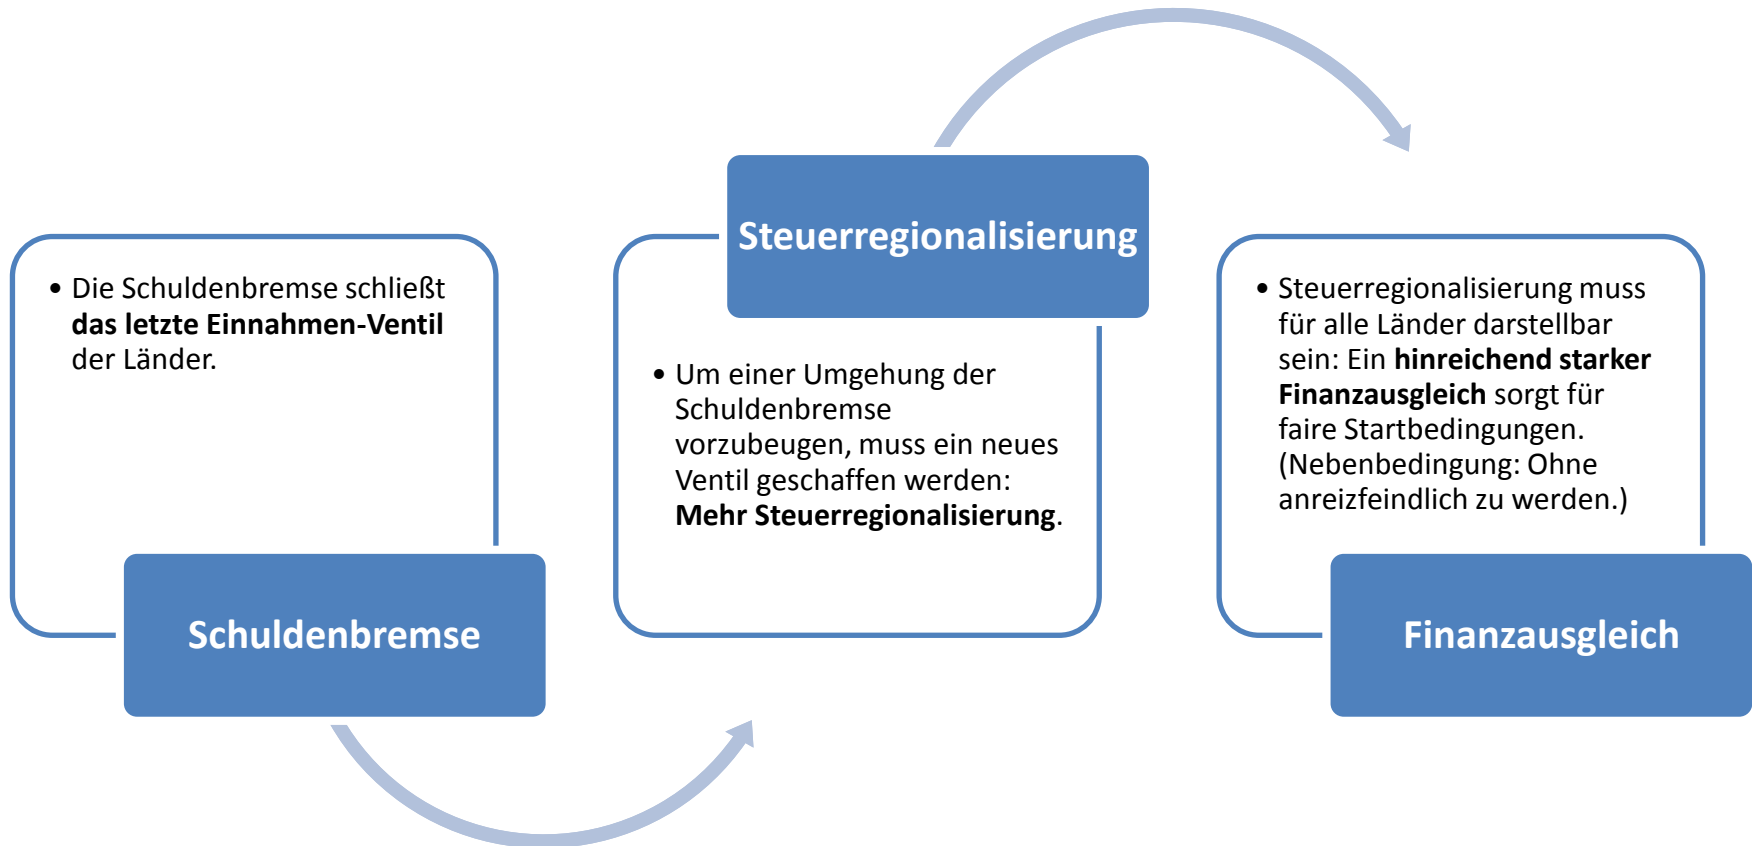 • Die Schuldenbremse schließt
das letzte Einnahmen-Ventil
der Länder.
Schuldenbremse
Steuerregionalisierung
• Um einer Umgehung der
Schuldenbremse
vorzubeugen, muss ein neues
Ventil geschaffen werden:
Mehr Steuerregionalisierung.
• Steuerregionalisierung muss
für alle Länder darstellbar
sein: Ein hinreichend starker
Finanzausgleich sorgt für
faire Startbedingungen.
(Nebenbedingung: Ohne
anreizfeindlich zu werden.)
Finanzausgleich